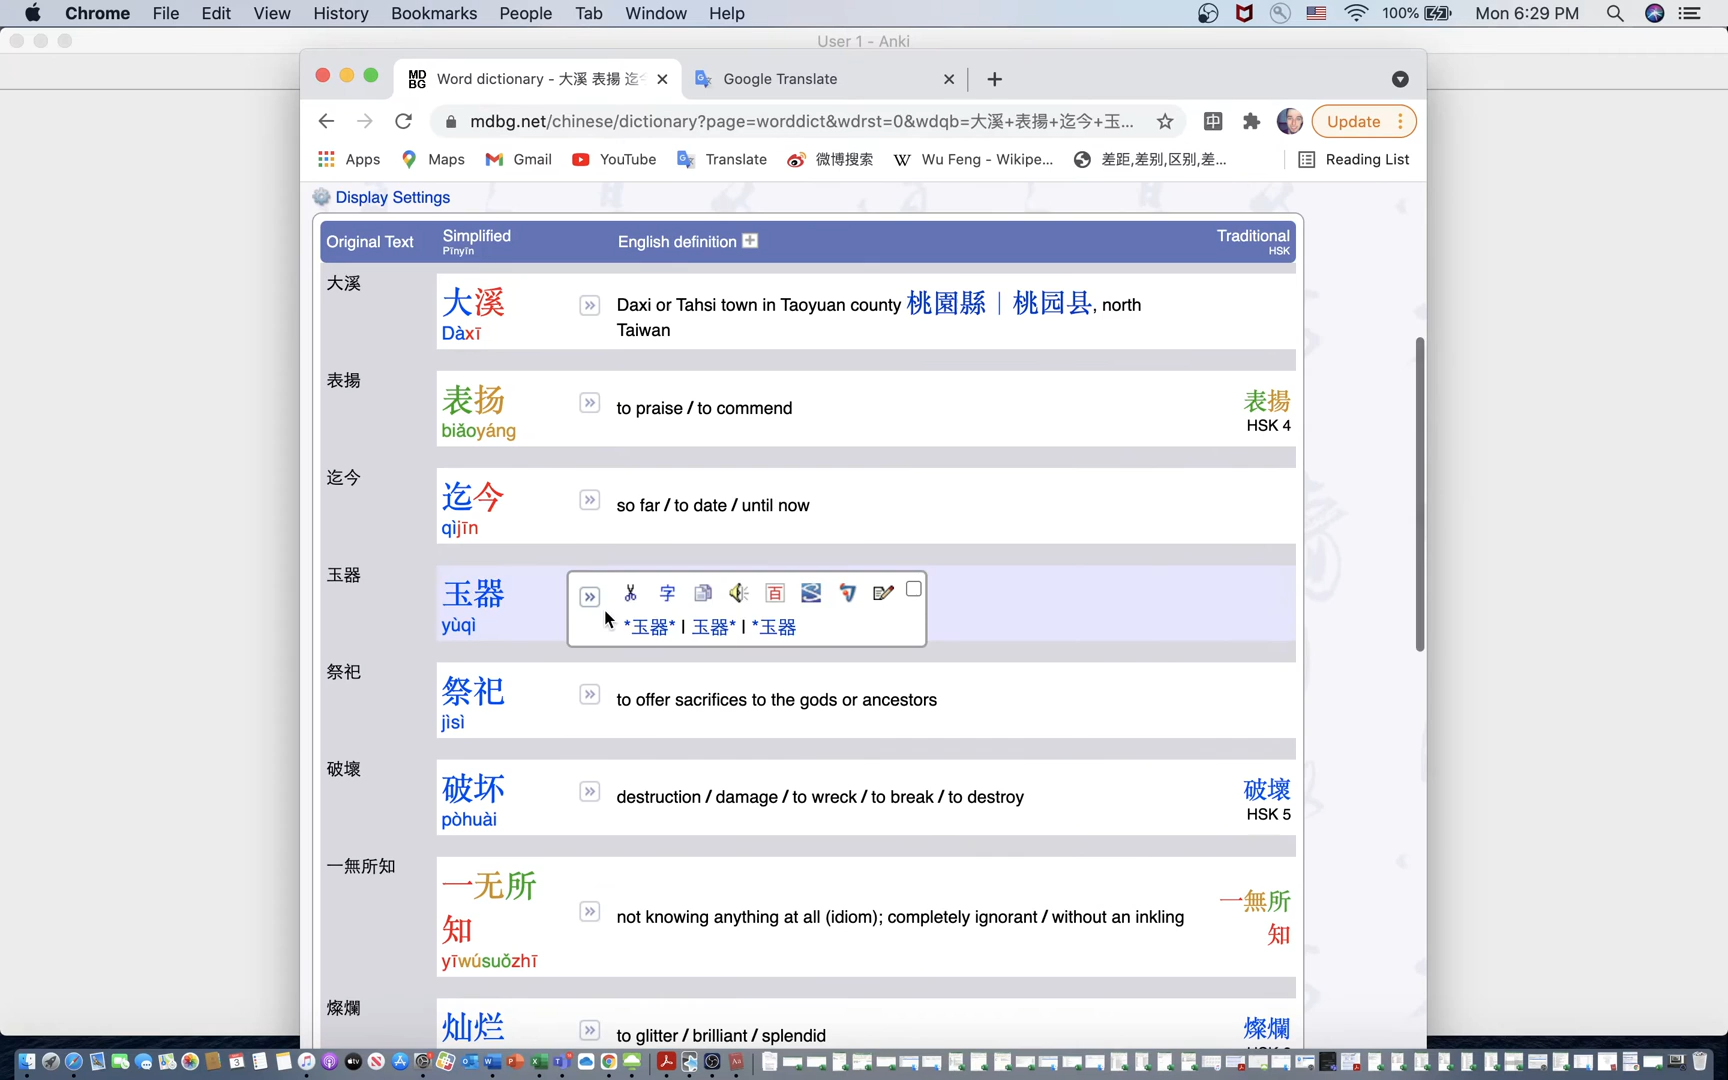 Chrome File Edit View History Bookmarks People Tab Window Help 100% Mon 6:29 PM
User 1 - Anki
MD BG Word dictionary - 大溪 表揚 迄 Google Translate
mdbg.net/chinese/dictionary?page=worddict&wdrst=0&wdqb=大溪+表揚+迄今+玉... Update
Apps Maps Gmail YouTube Translate 微博搜索 W Wu Feng - Wikipe... 差距,差别,区别,差... Reading List
Display Settings
Original Text Simplified English definition Traditional
Pīnyīn HSK
大溪
大溪 Daxi or Tahsi town in Taoyuan county 桃園縣 | 桃园县, north
Dàxī Taiwan
表揚
表扬 to praise / to commend 表揚
biǎoyáng HSK 4
迄今
迄今 so far / to date / until now
qìjīn
玉器
玉器 » 字 百
yùqì *玉器* | 玉器* | *玉器
祭祀
祭祀 to offer sacrifices to the gods or ancestors
jìsì
破壞
破坏 destruction / damage / to wreck / to break / to destroy 破壞
pòhuài HSK 5
一無所知
一无所 not knowing anything at all (idiom); completely ignorant / without an inkling 一無所
知 知
yīwúsuǒzhī
燦爛
灿烂 to glitter / brilliant / splendid 燦爛